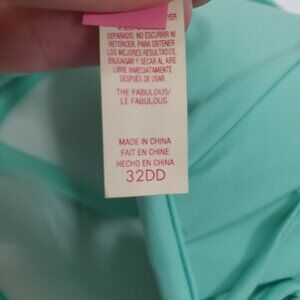 SEPARADO. NO ESCURRIR NI
RETORCER. PARA OBTENER
LOS MEJORES RESULTADOS,
ENJUAGAR Y SECAR AL AIRE
LIBRE INMEDIATAMENTE
DESPUÉS DE USAR.
THE FABULOUS/
LE FABULOUS
MADE IN CHINA
FAIT EN CHINE
HECHO EN CHINA
32DD